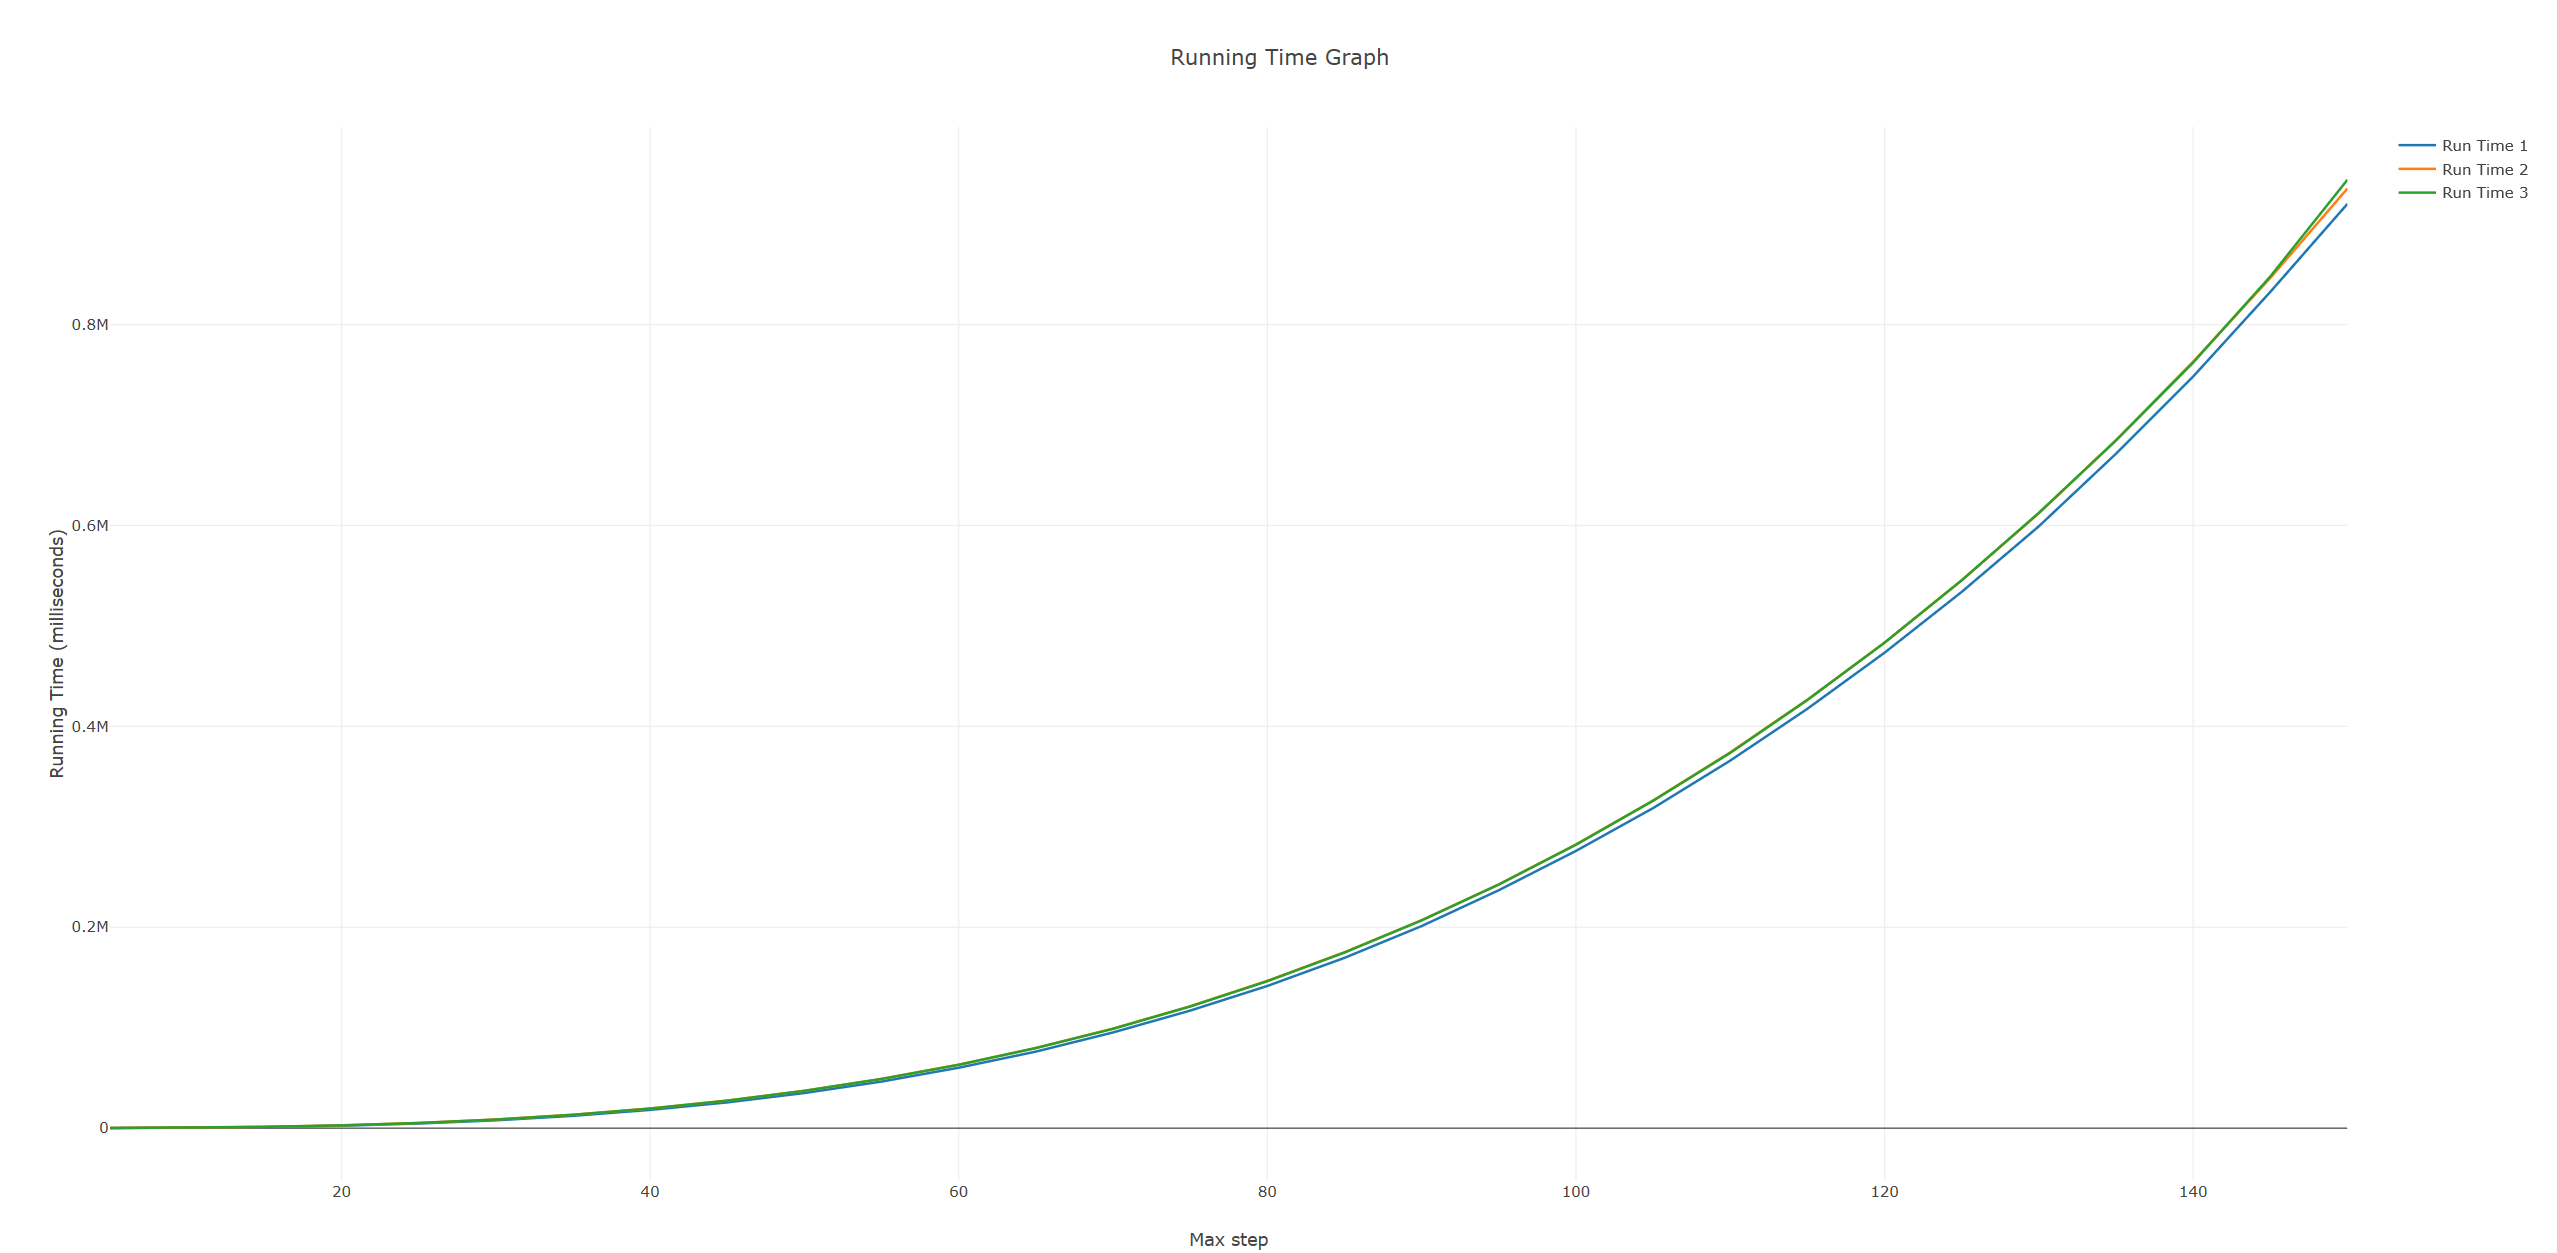 Running Time Graph
Run Time 1
Run Time 2
Run Time 3
Running Time (milliseconds)
0.8M
0.6M
0.4M
0.2M
0
20 40 60 80 100 120 140
Max step